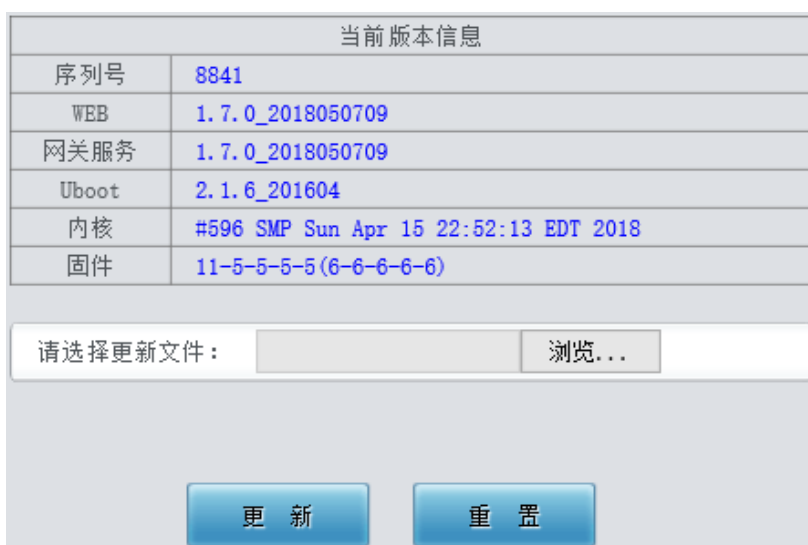 当前版本信息
序列号 8841
WEB 1.7.0_2018050709
网关服务 1.7.0_2018050709
Uboot 2.1.6_201604
内核 #596 SMP Sun Apr 15 22:52:13 EDT 2018
固件 11-5-5-5-5(6-6-6-6-6)
请选择更新文件: 浏览...
更 新 重 置